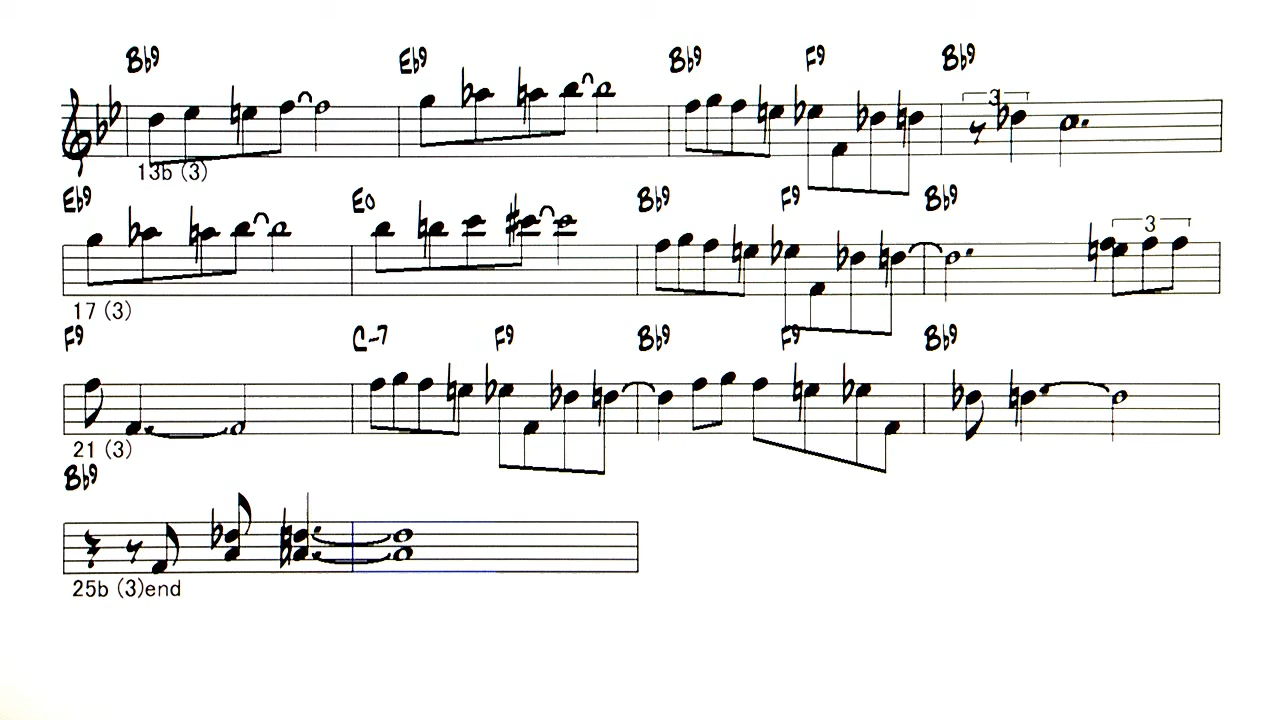 Bb9 Eb9 Bb9 F9 Bb9
3
13b (3)
Eb9 Eo Bb9 F9 Bb9
3
17 (3)
F9 C-7 F9 Bb9 F9 Bb9
21 (3)
Bb9
25b (3)end